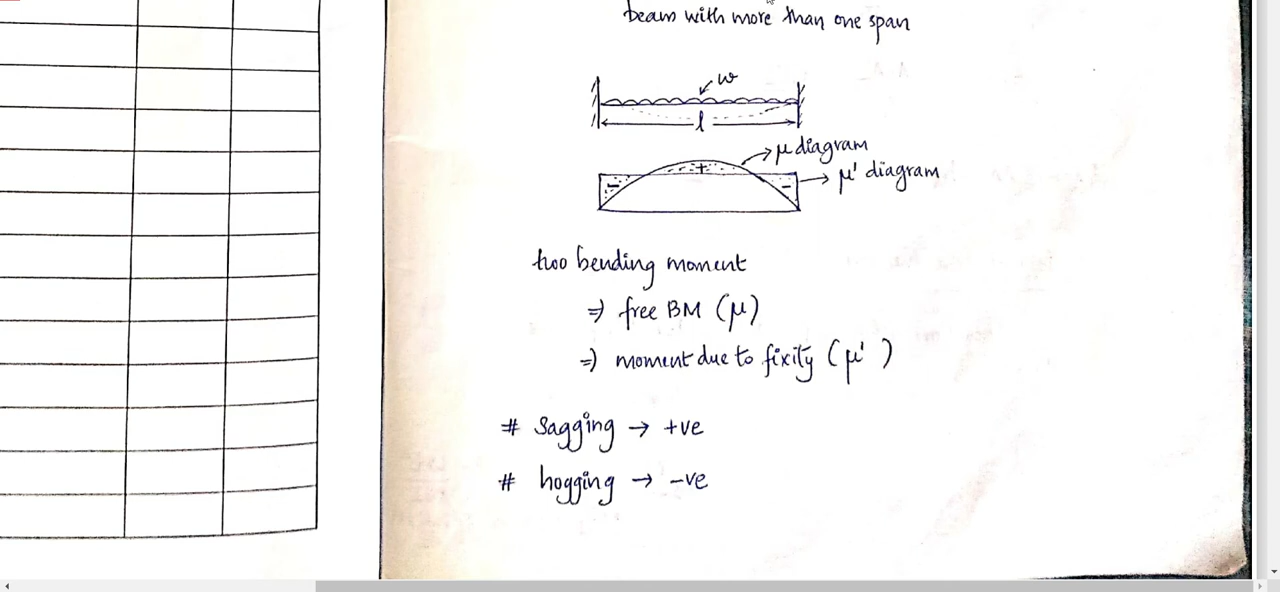 beam with more than one span
w
l
μ diagram
+
μ' diagram
-
-
two bending moment
⇒ free BM (μ)
⇒ moment due to fixity (μ')
# Sagging → +ve
# hogging → -ve